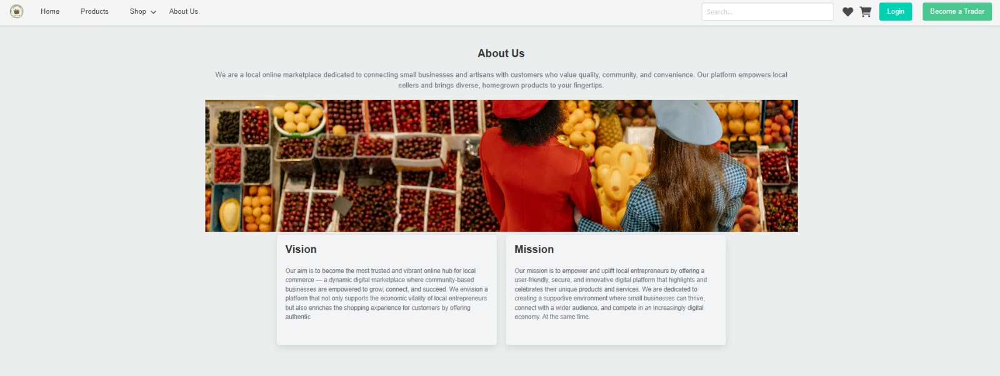 Home Products Shop About Us Search... Login Become a Trader
About Us
We are a local online marketplace dedicated to connecting small businesses and artisans with customers who value quality, community, and convenience. Our platform empowers local
sellers and brings diverse, homegrown products to your fingertips.
Vision
Our aim is to become the most trusted and vibrant online hub for local
commerce — a dynamic digital marketplace where community-based
businesses are empowered to grow, connect, and succeed. We envision a
platform that not only supports the economic vitality of local entrepreneurs
but also enriches the shopping experience for customers by offering
authentic
Mission
Our mission is to empower and uplift local entrepreneurs by offering a
user-friendly, secure, and innovative digital platform that highlights and
celebrates their unique products and services. We are dedicated to
creating a supportive environment where small businesses can thrive,
connect with a wider audience, and compete in an increasingly digital
economy. At the same time.